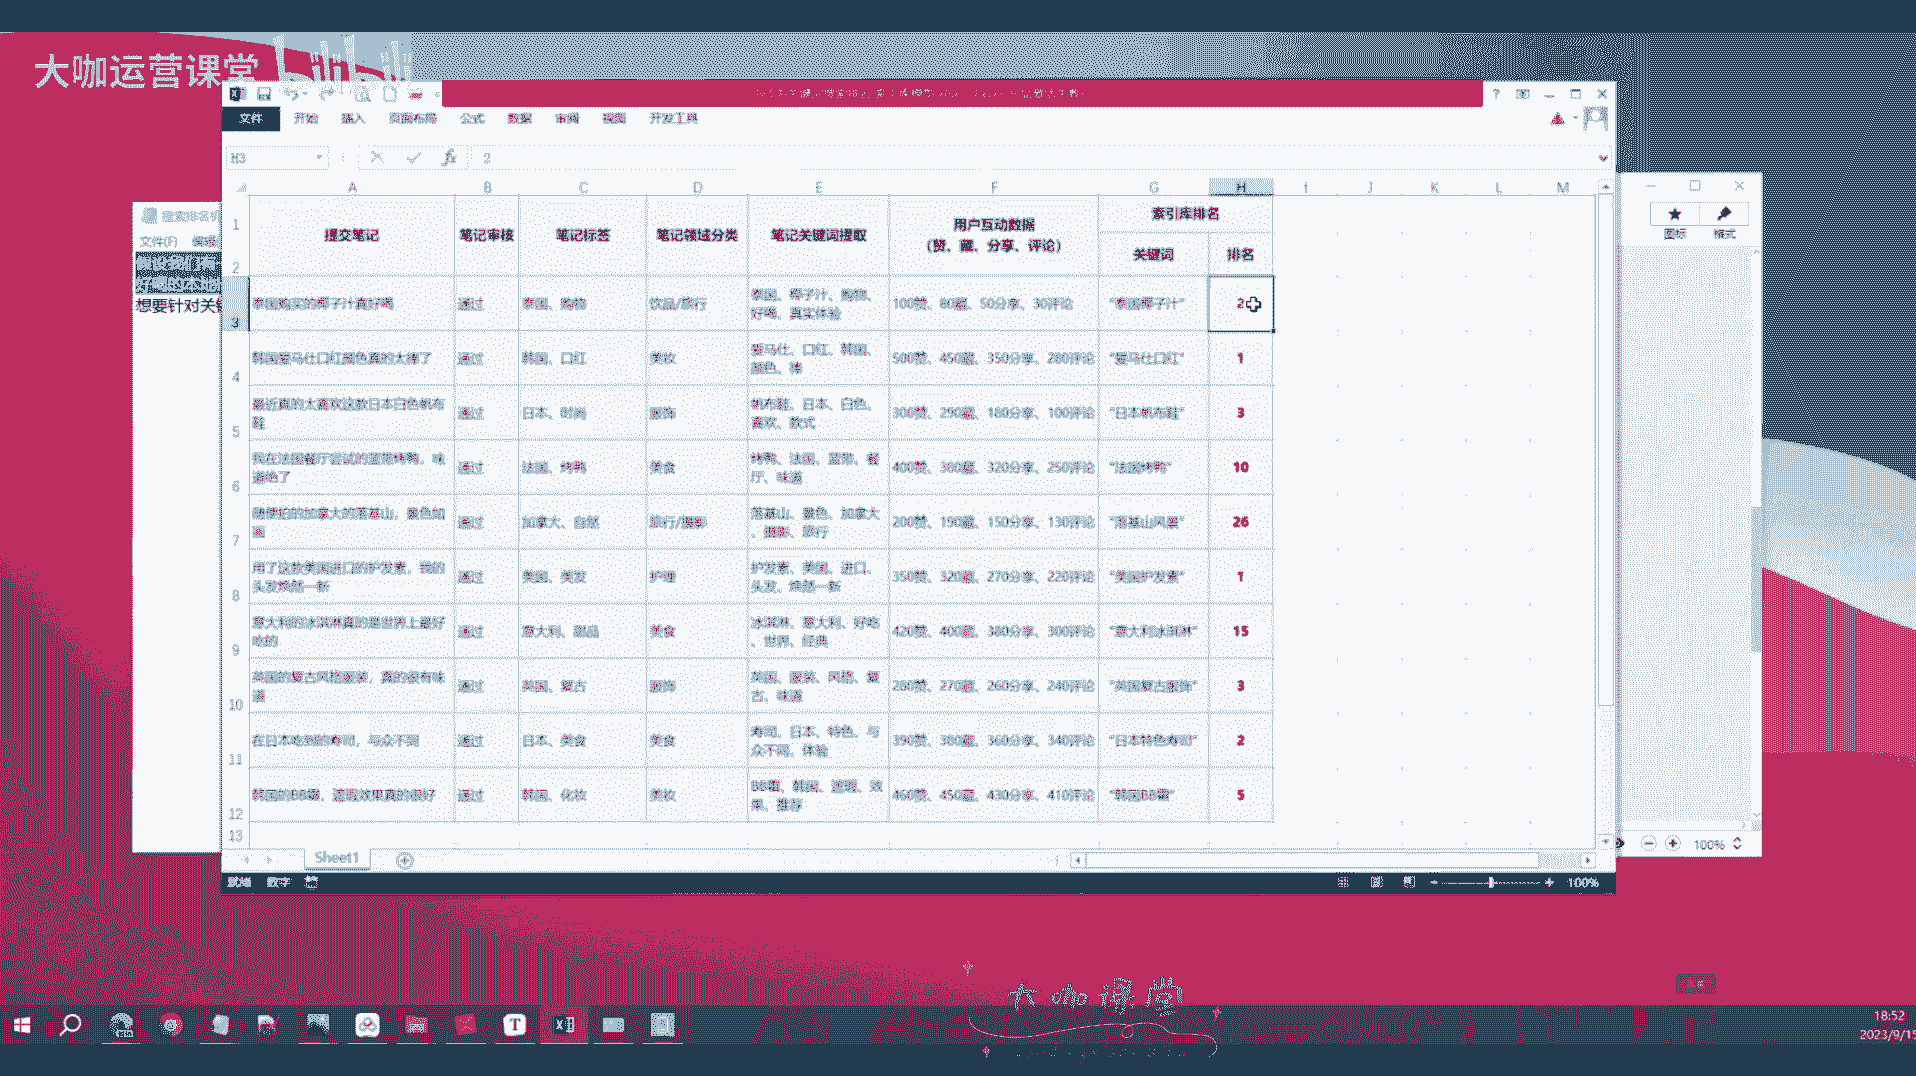 大咖运营课堂 bilibili
文件 开始 插入 页面布局 公式 数据 审阅 视图 开发工具
H3 fx 2
A B C D E F G H I J K L M
提交笔记 笔记审核 笔记标签 笔记领域分类 笔记关键词提取 用户互动数据 索引库排名
(赞、藏、分享、评论)
关键词 排名
1
2
3 泰国购买的椰子汁真好喝 通过 泰国、购物 饮品/旅行 泰国、椰子汁、购物、
好喝、真实体验 100赞、80藏、50分享、30评论 "泰国椰子汁" 2
4 韩国爱马仕口红颜色真的太棒了 通过 韩国、口红 美妆 爱马仕、口红、韩国、
颜色、棒 500赞、450藏、350分享、280评论 "爱马仕口红" 1
5 最近真的太喜欢这款日本白色帆布
鞋 通过 日本、时尚 服饰 帆布鞋、日本、白色、
喜欢、款式 300赞、290藏、180分享、100评论 "日本帆布鞋" 3
6 我在法国餐厅尝试的蓝带烤鸭，味
道绝了 通过 法国、烤鸭 美食 烤鸭、法国、蓝带、餐
厅、味道 400赞、380藏、320分享、250评论 "法国烤鸭" 10
7 随便拍的加拿大的落基山，景色如
画 通过 加拿大、自然 旅行/摄影 落基山、景色、加拿大
、摄影、旅行 200赞、190藏、150分享、130评论 "落基山风景" 26
8 用了这款美国进口的护发素，我的
头发焕然一新 通过 美国、美发 护理 护发素、美国、进口、
头发、焕然一新 350赞、320藏、270分享、220评论 "美国护发素" 1
9 意大利的冰淇淋真的是世界上最好
吃的 通过 意大利、甜品 美食 冰淇淋、意大利、好吃
、世界、经典 420赞、400藏、380分享、300评论 "意大利冰淇淋" 15
10 英国的复古风格服装，真的很有味
道 通过 英国、复古 服饰 英国、服装、风格、复
古、味道 280赞、270藏、260分享、240评论 "英国复古服饰" 3
11 在日本吃到的寿司，与众不同 通过 日本、美食 美食 寿司、日本、特色、与
众不同、体验 390赞、380藏、360分享、340评论 "日本特色寿司" 2
12 韩国的BB霜，遮瑕效果真的很好 通过 韩国、化妆 美妆 BB霜、韩国、遮瑕、效
果、推荐 460赞、450藏、430分享、410评论 "韩国BB霜" 5
13
Sheet1
就绪 数字 100%
搜索排名机
文件(F) 编辑
想要针对关键
图标 格式
100%
大咖课堂
18:52
2023/9/15